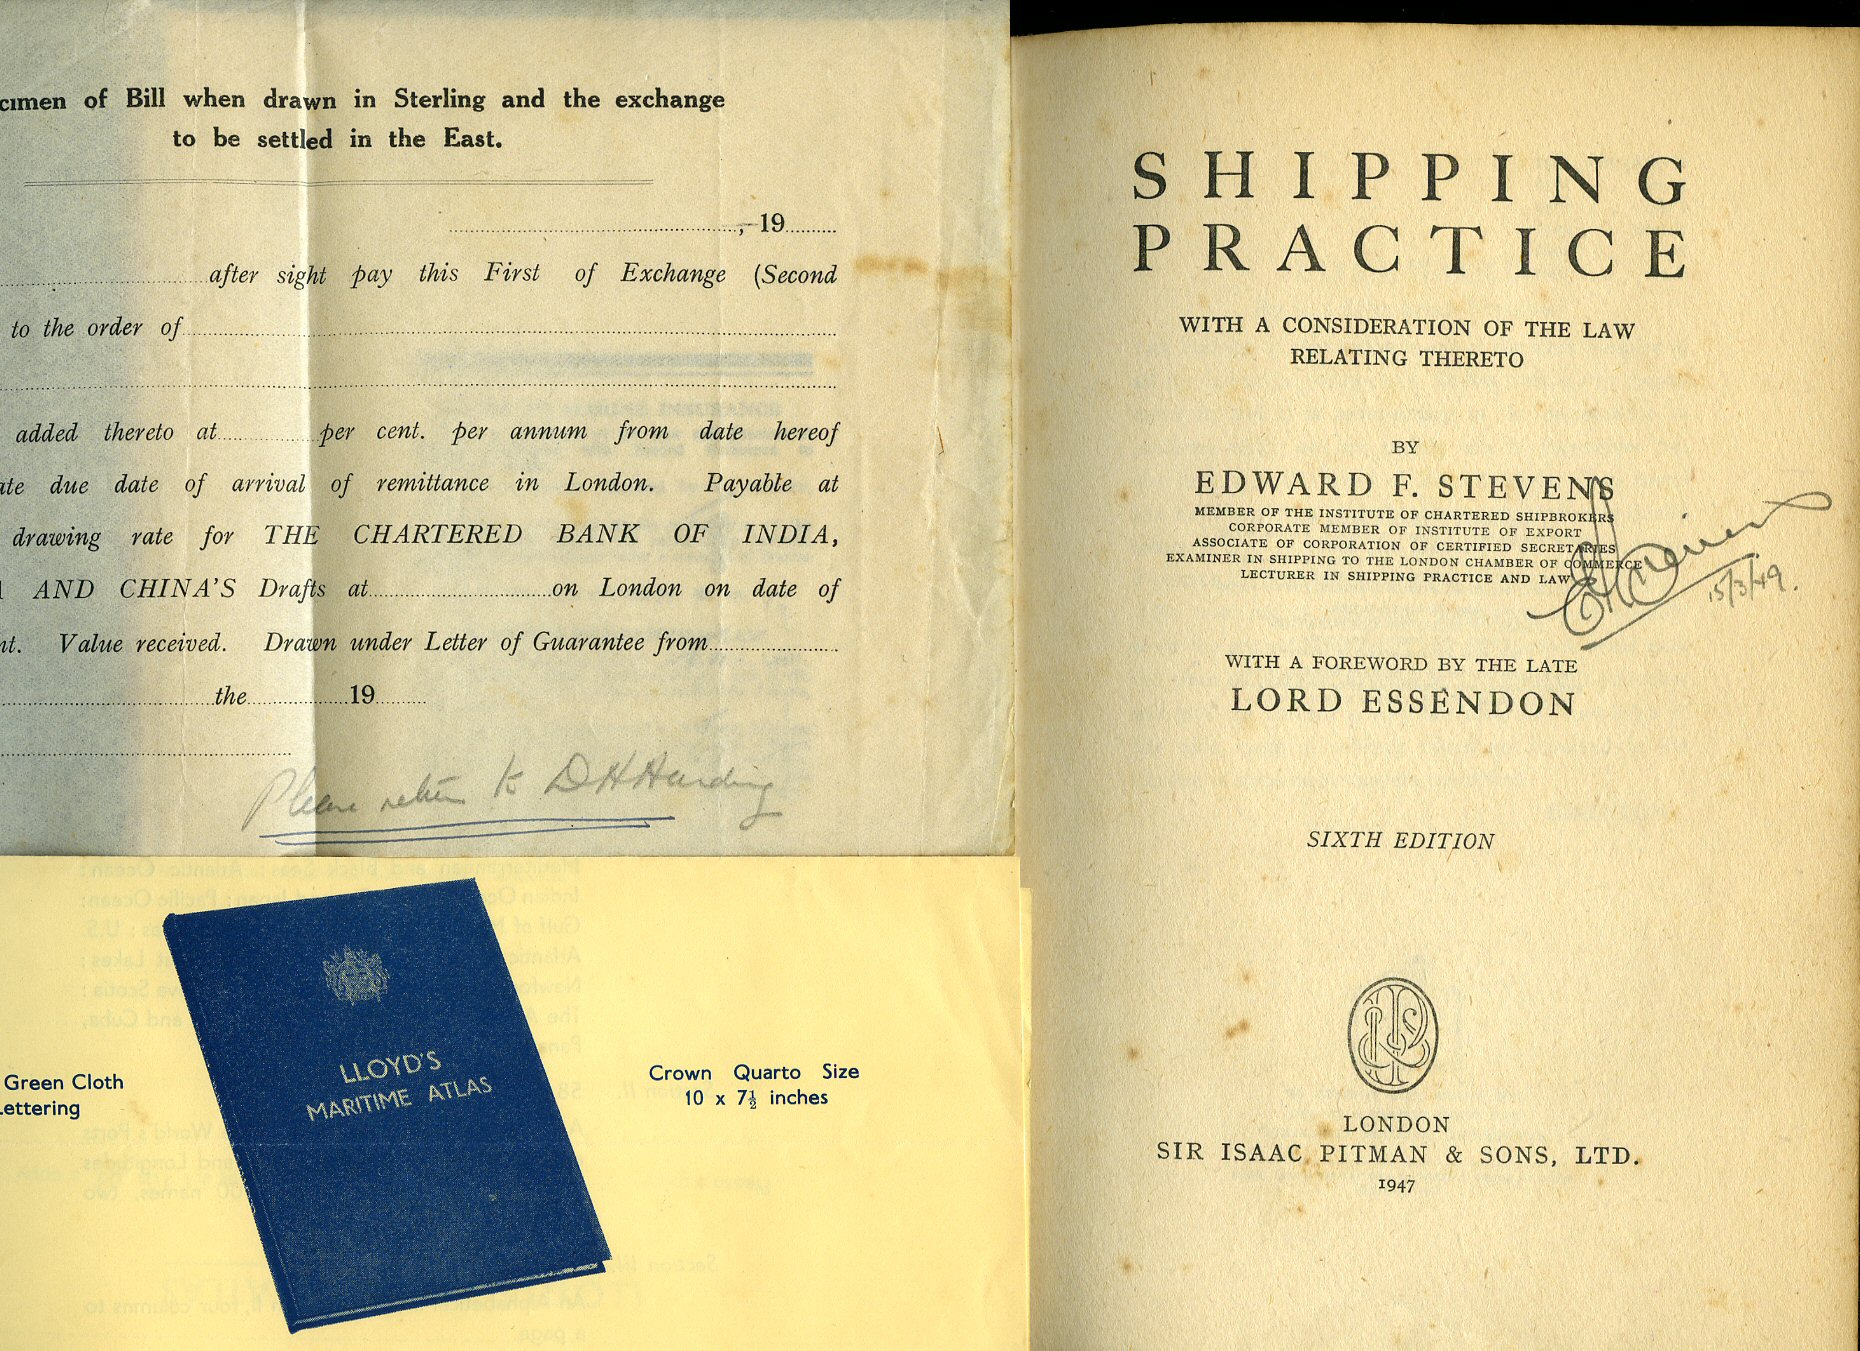 cimen of Bill when drawn in Sterling and the exchange
to be settled in the East.
, 19
after sight pay this First of Exchange (Second
to the order of
added thereto at per cent. per annum from date hereof
due date of arrival of remittance in London. Payable at
drawing rate for THE CHARTERED BANK OF INDIA,
AND CHINA'S Drafts at on London on date of
Value received. Drawn under Letter of Guarantee from
the 19
Please return to D H Harding
LLOYD'S
MARITIME ATLAS
Green Cloth
Lettering
Crown Quarto Size
10 x 7½ inches
SHIPPING
PRACTICE
WITH A CONSIDERATION OF THE LAW
RELATING THERETO
BY
EDWARD F. STEVENS
MEMBER OF THE INSTITUTE OF CHARTERED SHIPBROKERS
CORPORATE MEMBER OF INSTITUTE OF EXPORT
ASSOCIATE OF CORPORATION OF CERTIFIED SECRETARIES
EXAMINER IN SHIPPING TO THE LONDON CHAMBER OF COMMERCE
LECTURER IN SHIPPING PRACTICE AND LAW
15/3/49.
WITH A FOREWORD BY THE LATE
LORD ESSENDON
SIXTH EDITION
LONDON
SIR ISAAC PITMAN & SONS, LTD.
1947